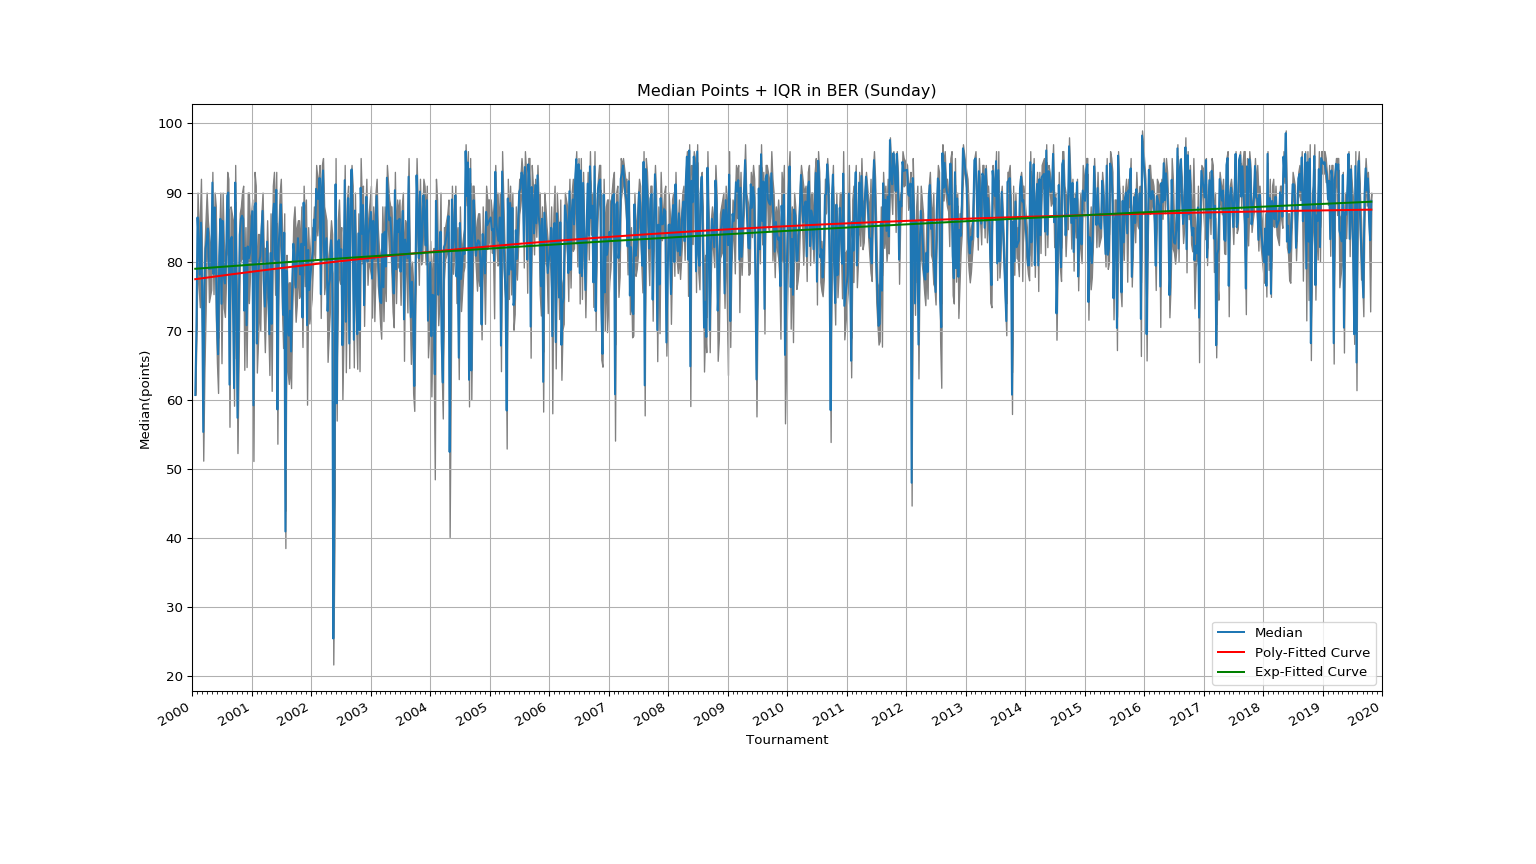 Median Points + IQR in BER (Sunday)
100
90
80
70
60
50
40
30
20
Median(points)
Median
Poly-Fitted Curve
Exp-Fitted Curve
2000 2001 2002 2003 2004 2005 2006 2007 2008 2009 2010 2011 2012 2013 2014 2015 2016 2017 2018 2019 2020
Tournament